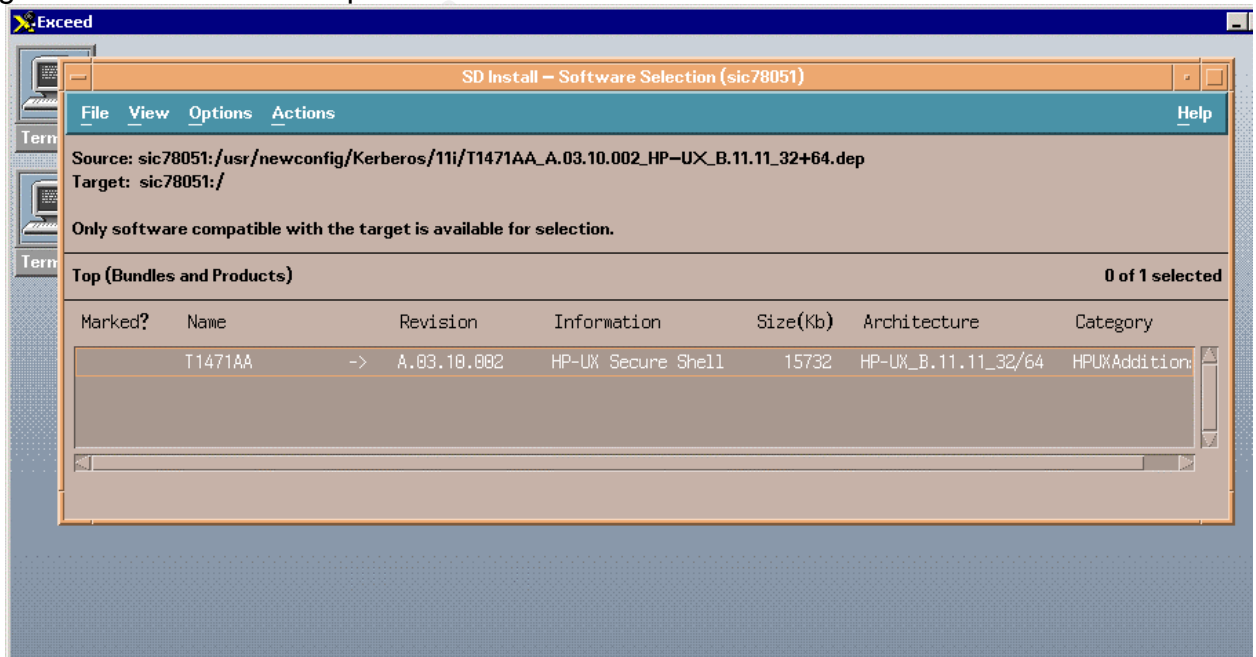 Exceed
SD Install – Software Selection (sic78051)
File View Options Actions Help
Term
Source: sic78051:/usr/newconfig/Kerberos/11i/T1471AA_A.03.10.002_HP–UX_B.11.11_32+64.dep
Target: sic78051:/
Only software compatible with the target is available for selection.
Term
Top (Bundles and Products) 0 of 1 selected
Marked? Name Revision Information Size(Kb) Architecture Category
T1471AA -> A.03.10.002 HP-UX Secure Shell 15732 HP-UX_B.11.11_32/64 HPUXAddition